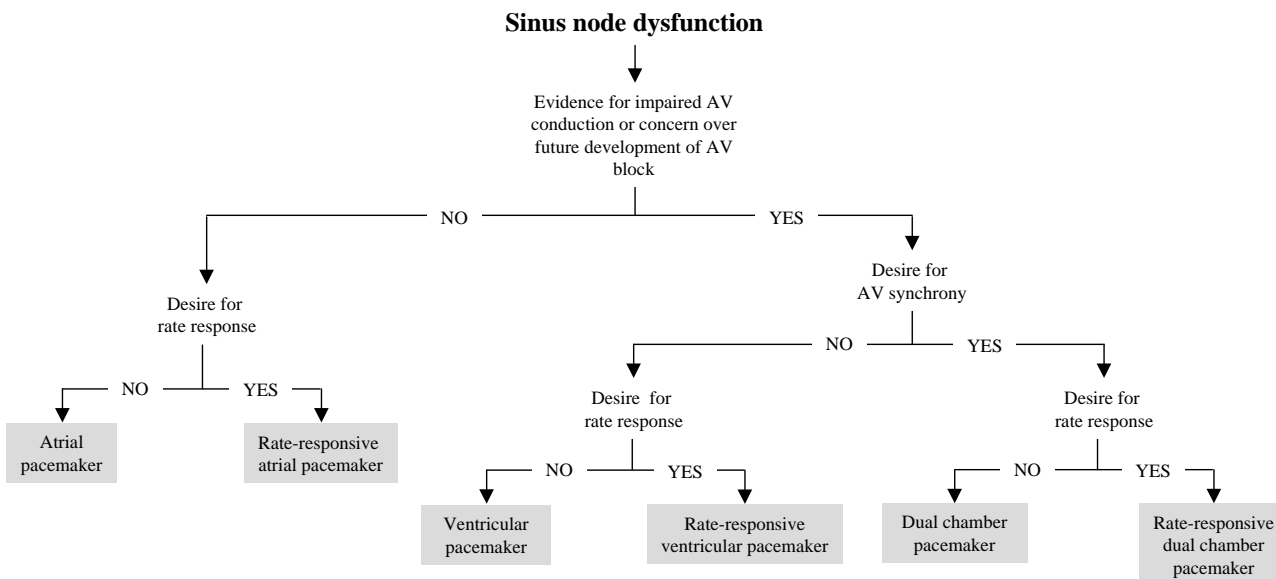 Sinus node dysfunction
Evidence for impaired AV
conduction or concern over
future development of AV
block
NO
YES
Desire for
rate response
NO
YES
Atrial
pacemaker
Rate-responsive
atrial pacemaker
Desire for
AV synchrony
NO
YES
Desire for
rate response
NO
YES
Ventricular
pacemaker
Rate-responsive
ventricular pacemaker
Desire for
rate response
NO
YES
Dual chamber
pacemaker
Rate-responsive
dual chamber
pacemaker